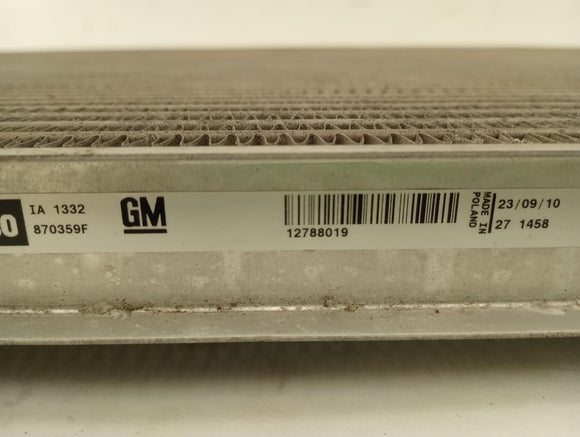 IA 1332
870359F
GM
12788019
MADE IN
POLAND
23/09/10
27 1458